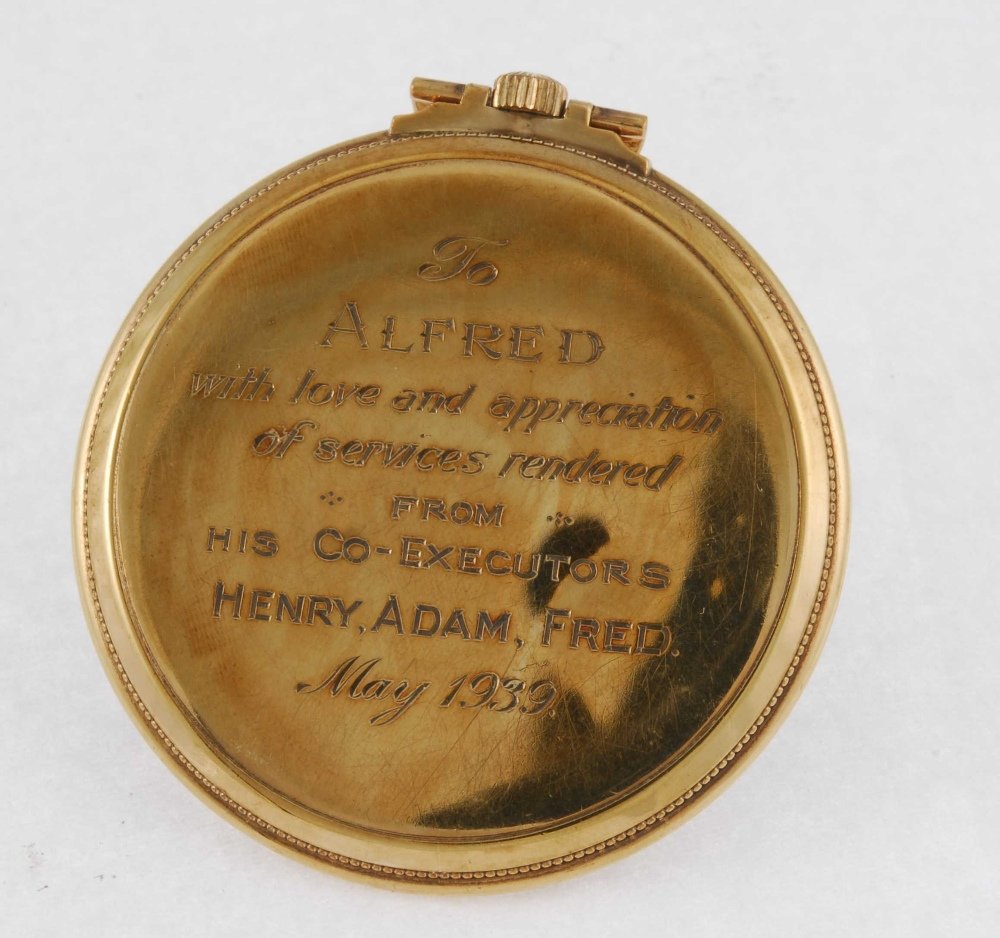 To
ALFRED
with love and appreciation
of services rendered
FROM
HIS CO-EXECUTORS
HENRY, ADAM, FRED.
May 1939.